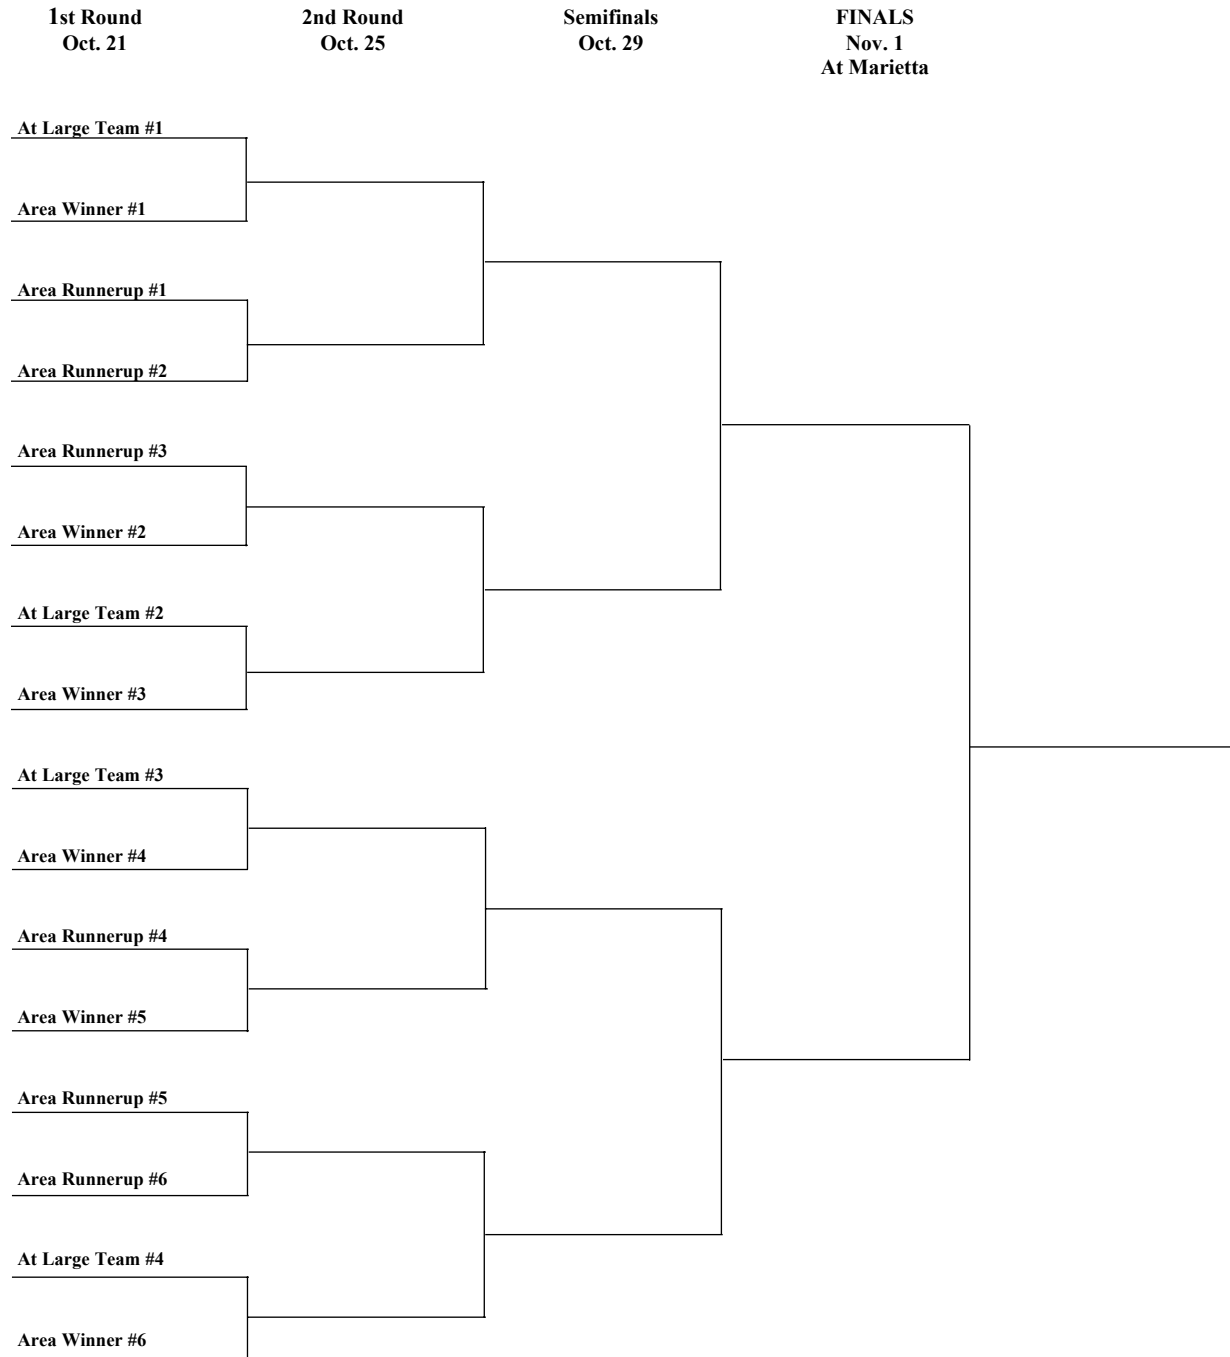 1st Round
Oct. 21
2nd Round
Oct. 25
Semifinals
Oct. 29
FINALS
Nov. 1
At Marietta
At Large Team #1
Area Winner #1
Area Runnerup #1
Area Runnerup #2
Area Runnerup #3
Area Winner #2
At Large Team #2
Area Winner #3
At Large Team #3
Area Winner #4
Area Runnerup #4
Area Winner #5
Area Runnerup #5
Area Runnerup #6
At Large Team #4
Area Winner #6